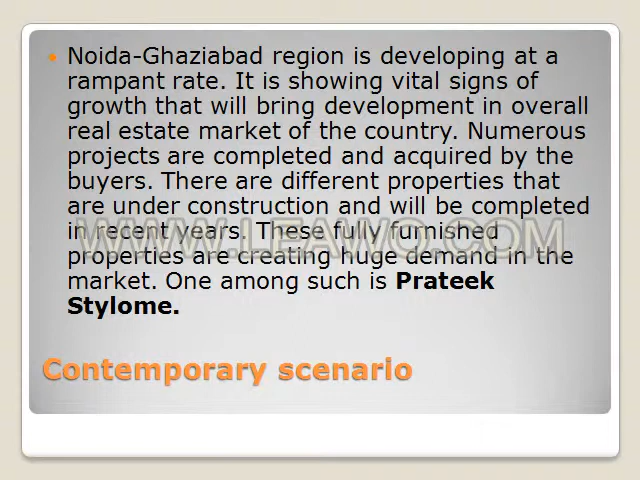 Noida-Ghaziabad region is developing at a
rampant rate. It is showing vital signs of
growth that will bring development in overall
real estate market of the country. Numerous
projects are completed and acquired by the
buyers. There are different properties that
are under construction and will be completed
in recent years. These fully furnished
WWW.LEAWO.COM
properties are creating huge demand in the
market. One among such is Prateek
Stylome.
Contemporary scenario